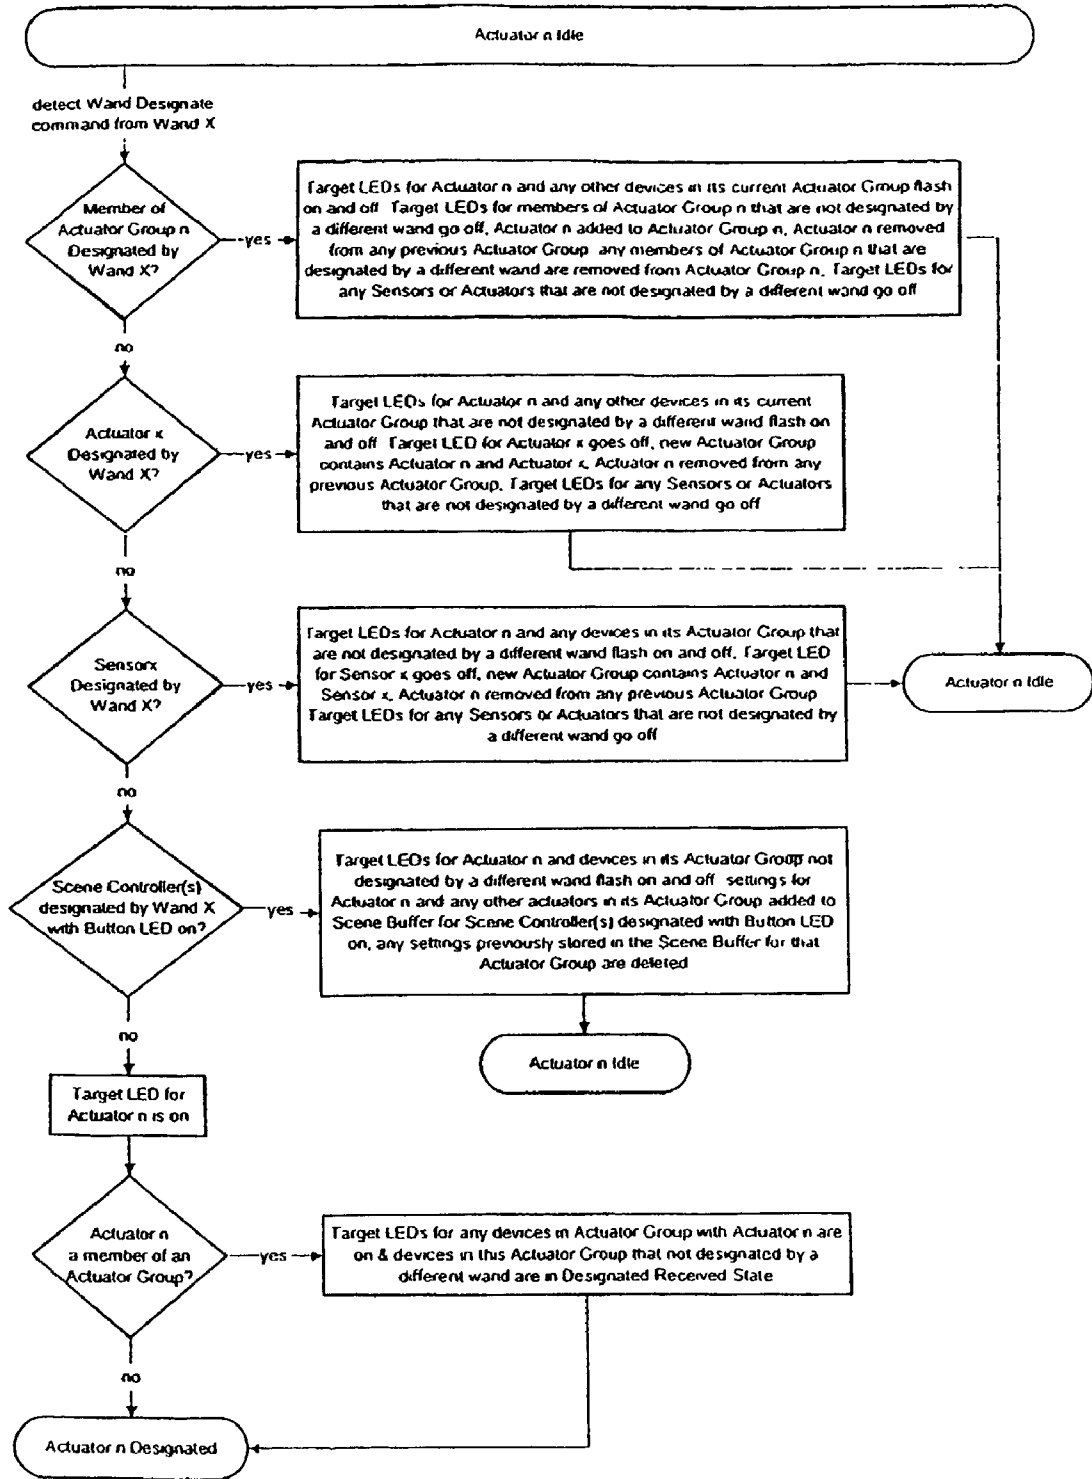 Actuator n Idle
detect Wand Designate
command from Wand X
Member of
Actuator Group n
Designated by
Wand X?
yes
Target LEDs for Actuator n and any other devices in its current Actuator Group flash
on and off Target LEDs for members of Actuator Group n that are not designated by
a different wand go off, Actuator n added to Actuator Group n, Actuator n removed
from any previous Actuator Group any members of Actuator Group n that are
designated by a different wand are removed from Actuator Group n, Target LEDs for
any Sensors or Actuators that are not designated by a different wand go off
no
Actuator x
Designated by
Wand X?
yes
Target LEDs for Actuator n and any other devices in its current
Actuator Group that are not designated by a different wand flash on
and off Target LED for Actuator x goes off, new Actuator Group
contains Actuator n and Actuator x, Actuator n removed from any
previous Actuator Group, Target LEDs for any Sensors or Actuators
that are not designated by a different wand go off
no
Sensorx
Designated by
Wand X?
yes
Target LEDs for Actuator n and any devices in its Actuator Group that
are not designated by a different wand flash on and off, Target LED
for Sensor x goes off, new Actuator Group contains Actuator n and
Sensor x, Actuator n removed from any previous Actuator Group
Target LEDs for any Sensors or Actuators that are not designated by
a different wand go off
Actuator n Idle
no
Scene Controller(s)
designated by Wand X
with Button LED on?
yes
Target LEDs for Actuator n and devices in its Actuator Group not
designated by a different wand flash on and off settings for
Actuator n and any other actuators in its Actuator Group added to
Scene Buffer for Scene Controller(s) designated with Button LED
on, any settings previously stored in the Scene Buffer for that
Actuator Group are deleted
no
Actuator n Idle
Target LED for
Actuator n is on
Actuator n
a member of an
Actuator Group?
yes
Target LEDs for any devices in Actuator Group with Actuator n are
on & devices in this Actuator Group that not designated by a
different wand are in Designated Received State
no
Actuator n Designated